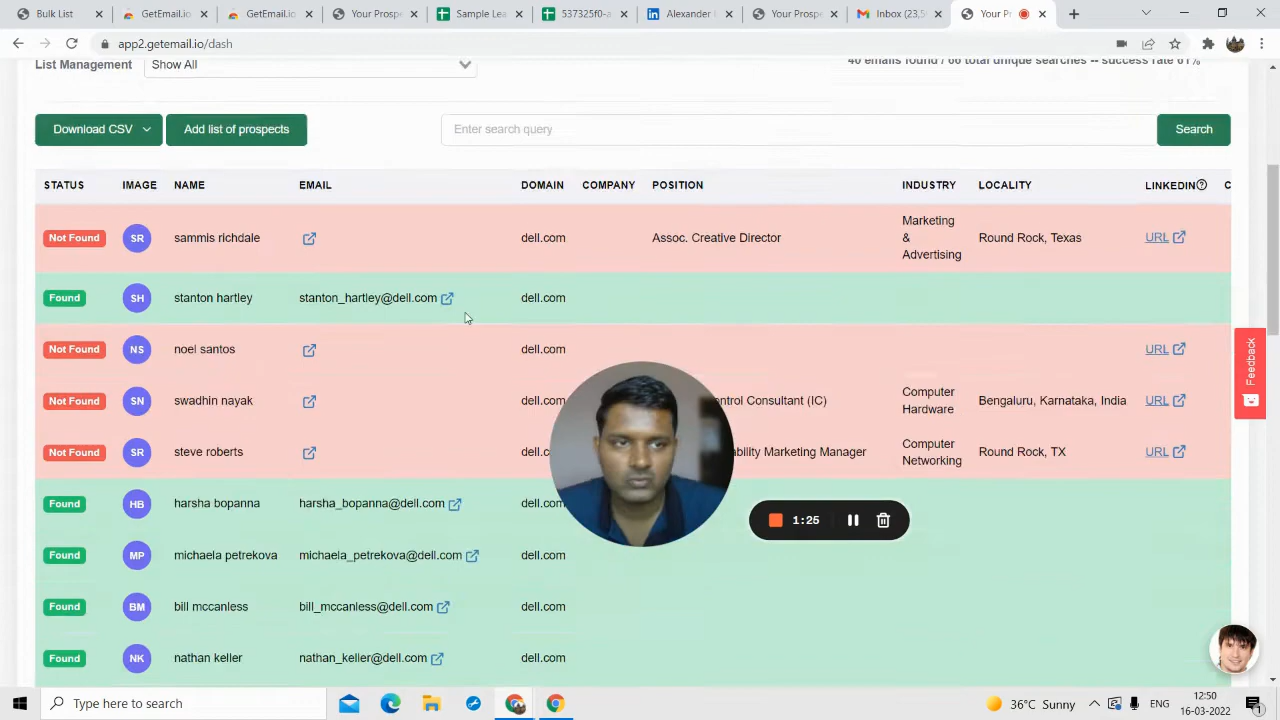 Bulk List
GetEmail.io
GetEmail.io
Your Prospe
Sample Lea
537325f0-a
Alexander L
Your Prospe
Inbox (23,5
Your Pr
app2.getemail.io/dash
List Management
Show All
40 emails found / 66 total unique searches -- success rate 61%
Download CSV
Add list of prospects
Enter search query
Search
STATUS IMAGE NAME EMAIL DOMAIN COMPANY POSITION INDUSTRY LOCALITY LINKEDIN C
Not Found SR sammis richdale dell.com Assoc. Creative Director Marketing & Advertising Round Rock, Texas URL
Found SH stanton hartley stanton_hartley@dell.com dell.com
Not Found NS noel santos dell.com URL
Not Found SN swadhin nayak dell.co ontrol Consultant (IC) Computer Hardware Bengaluru, Karnataka, India URL
Not Found SR steve roberts dell.c ability Marketing Manager Computer Networking Round Rock, TX URL
Found HB harsha bopanna harsha_bopanna@dell.com dell.com
Found MP michaela petrekova michaela_petrekova@dell.com dell.com
Found BM bill mccanless bill_mccanless@dell.com dell.com
Found NK nathan keller nathan_keller@dell.com dell.com
1:25
Feedback
Type here to search
36°C Sunny
ENG
12:50
16-03-2022
1